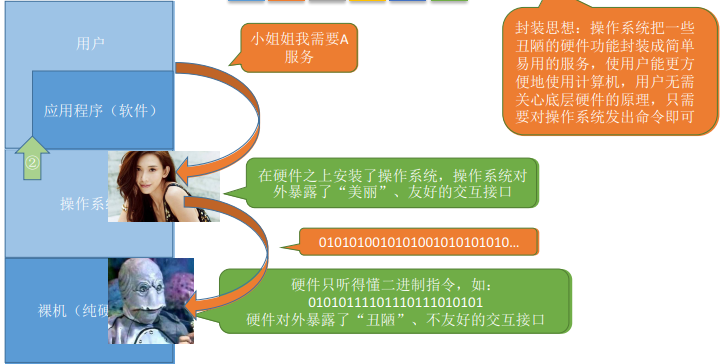 用户
小姐姐我需要A
服务
封装思想：操作系统把一些
丑陋的硬件功能封装成简单
易用的服务，使用户能更方
便地使用计算机，用户无需
关心底层硬件的原理，只需
要对操作系统发出命令即可
应用程序（软件）
②
操作系
在硬件之上安装了操作系统，操作系统对
外暴露了“美丽”、友好的交互接口
010101001010100101010101010...
裸机（纯硬
硬件只听得懂二进制指令，如：
01010111101110111010101
硬件对外暴露了“丑陋”、不友好的交互接口